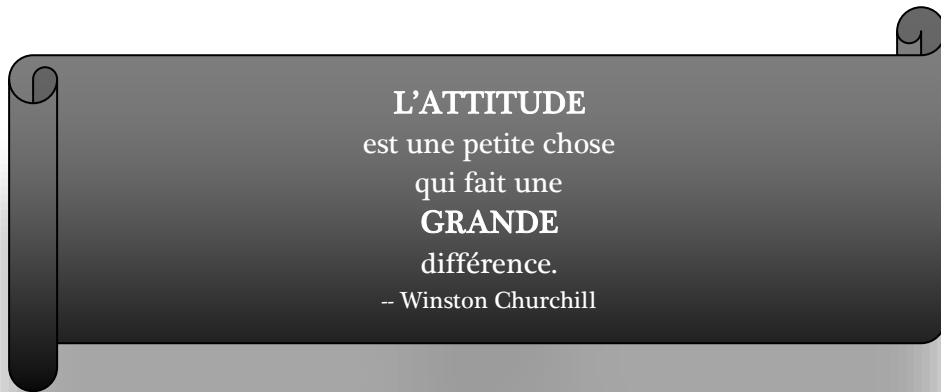 L’ATTITUDE
est une petite chose
qui fait une
GRANDE
différence.
-- Winston Churchill